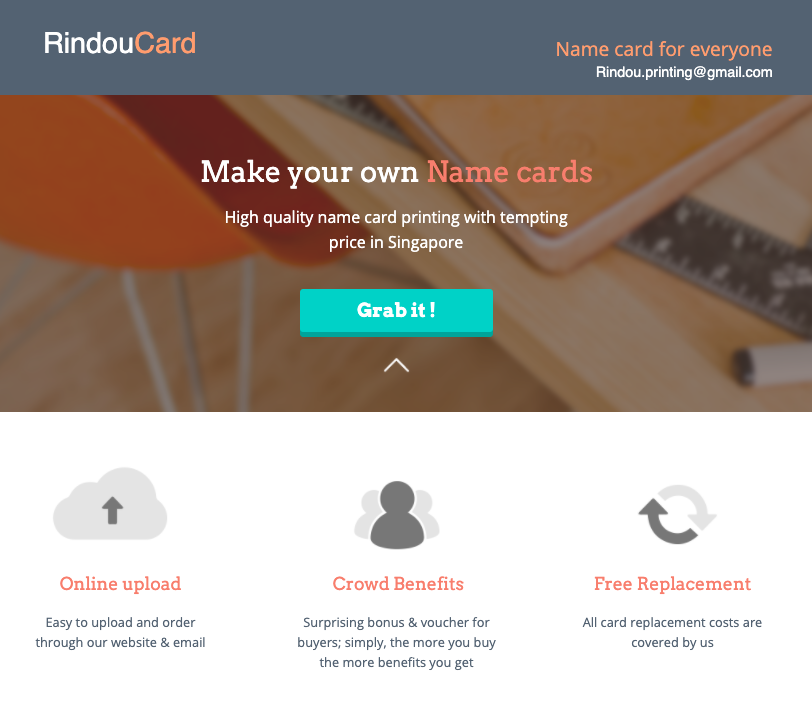 RindouCard
Name card for everyone
Rindou.printing@gmail.com
Make your own Name cards
High quality name card printing with tempting
price in Singapore
Grab it !
Online upload
Easy to upload and order
through our website & email
Crowd Benefits
Surprising bonus & voucher for
buyers; simply, the more you buy
the more benefits you get
Free Replacement
All card replacement costs are
covered by us